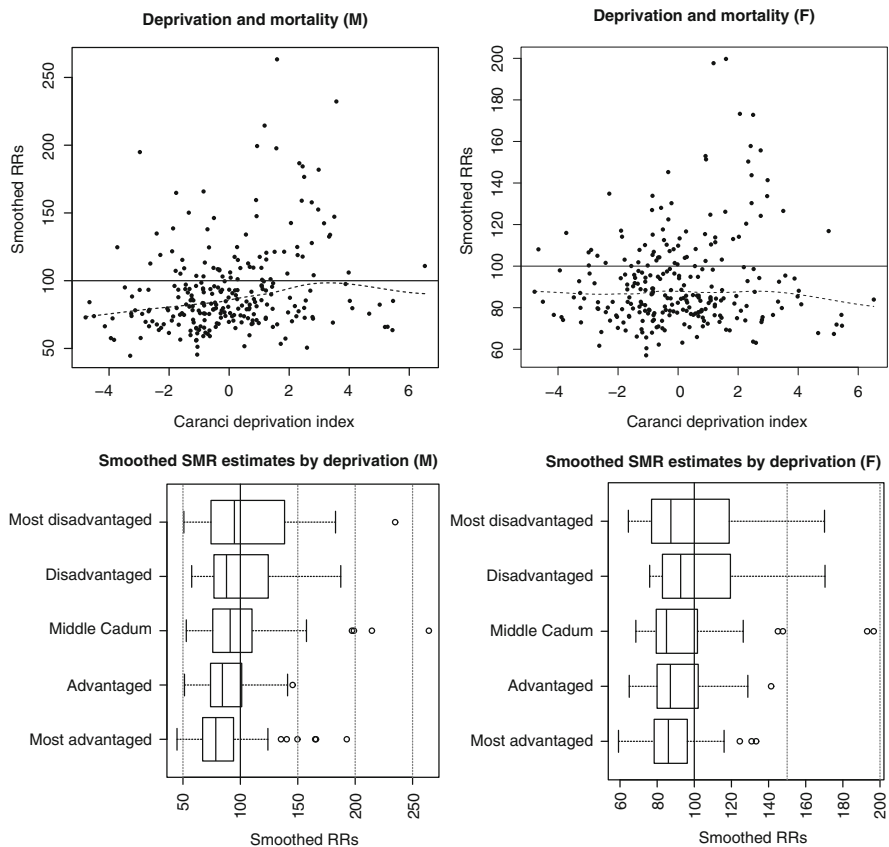 Deprivation and mortality (M)
Smoothed RRs
250
200
150
100
50
−4
−2
0
2
4
6
Caranci deprivation index
Deprivation and mortality (F)
Smoothed RRs
200
180
160
140
120
100
80
60
−4
−2
0
2
4
6
Caranci deprivation index
Smoothed SMR estimates by deprivation (M)
Most disadvantaged
Disadvantaged
Middle Cadum
Advantaged
Most advantaged
50
100
150
200
250
Smoothed RRs
Smoothed SMR estimates by deprivation (F)
Most disadvantaged
Disadvantaged
Middle Cadum
Advantaged
Most advantaged
60
80
100
120
140
160
180
200
Smoothed RRs